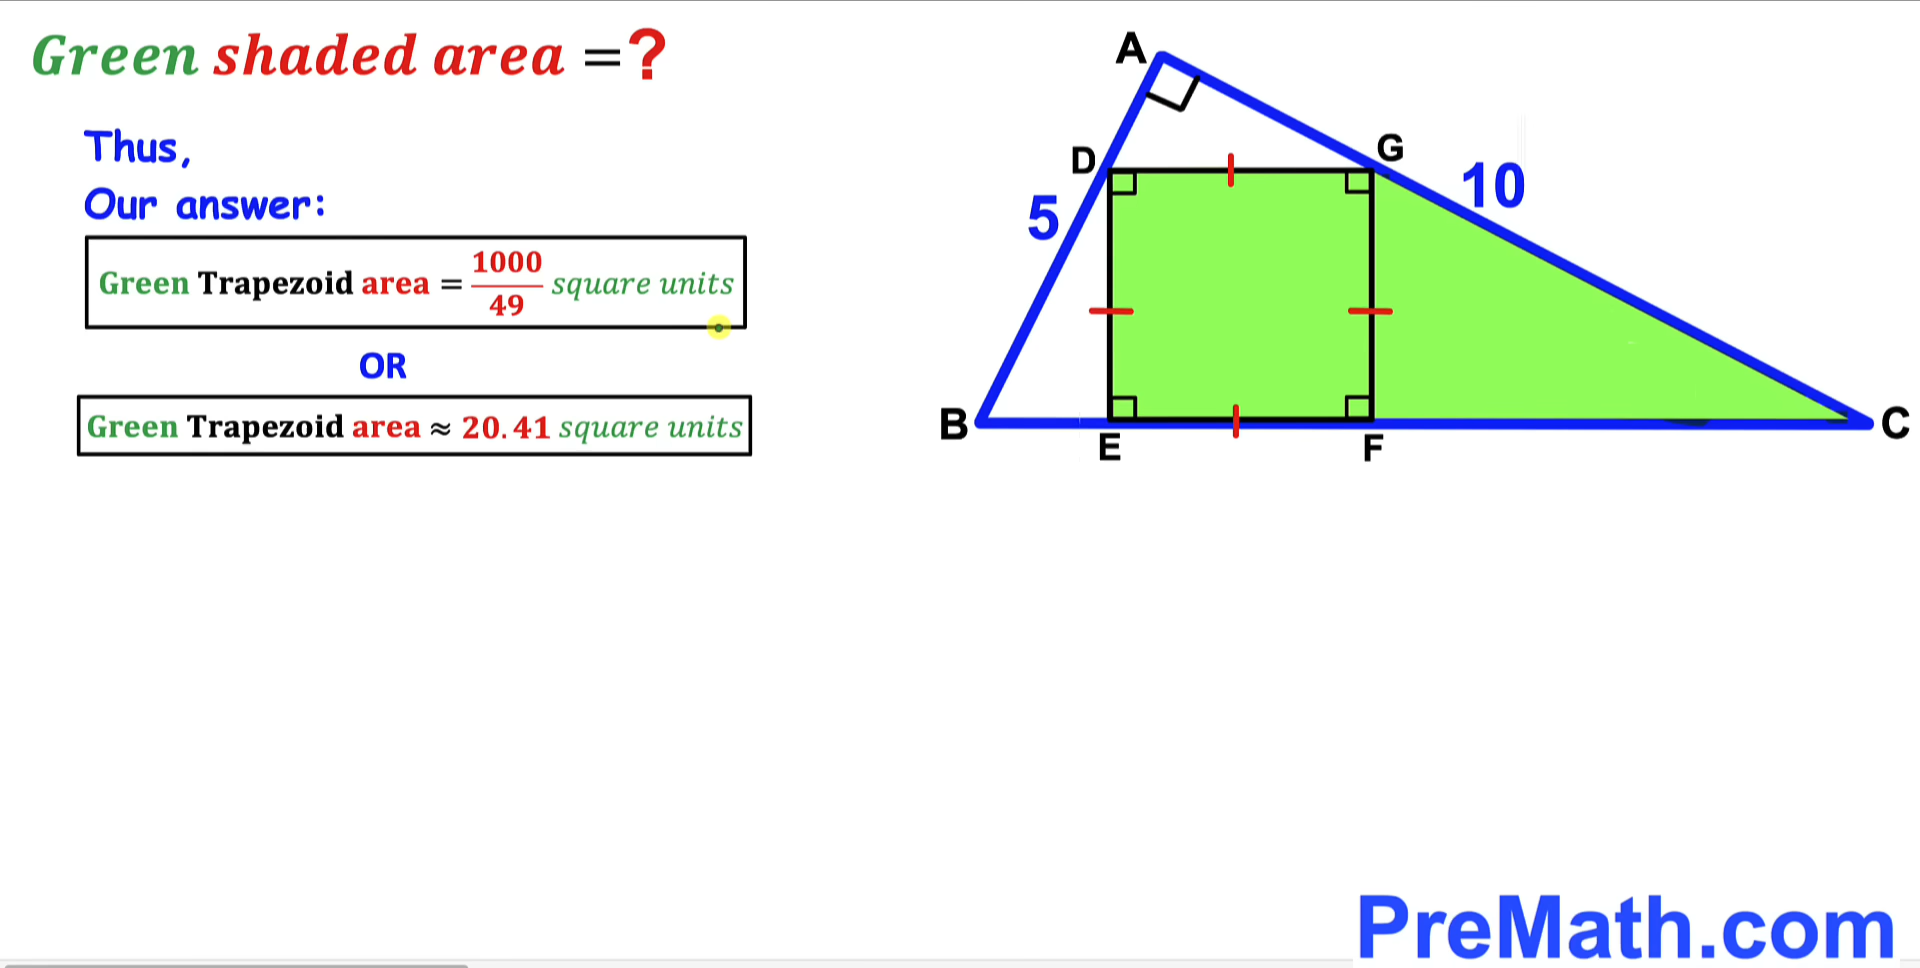 Green shaded area =?
Thus,
Our answer:
Green Trapezoid area = 1000/49 square units
OR
Green Trapezoid area ≈ 20.41 square units
A
D
G
5
10
B
E
F
C
PreMath.com